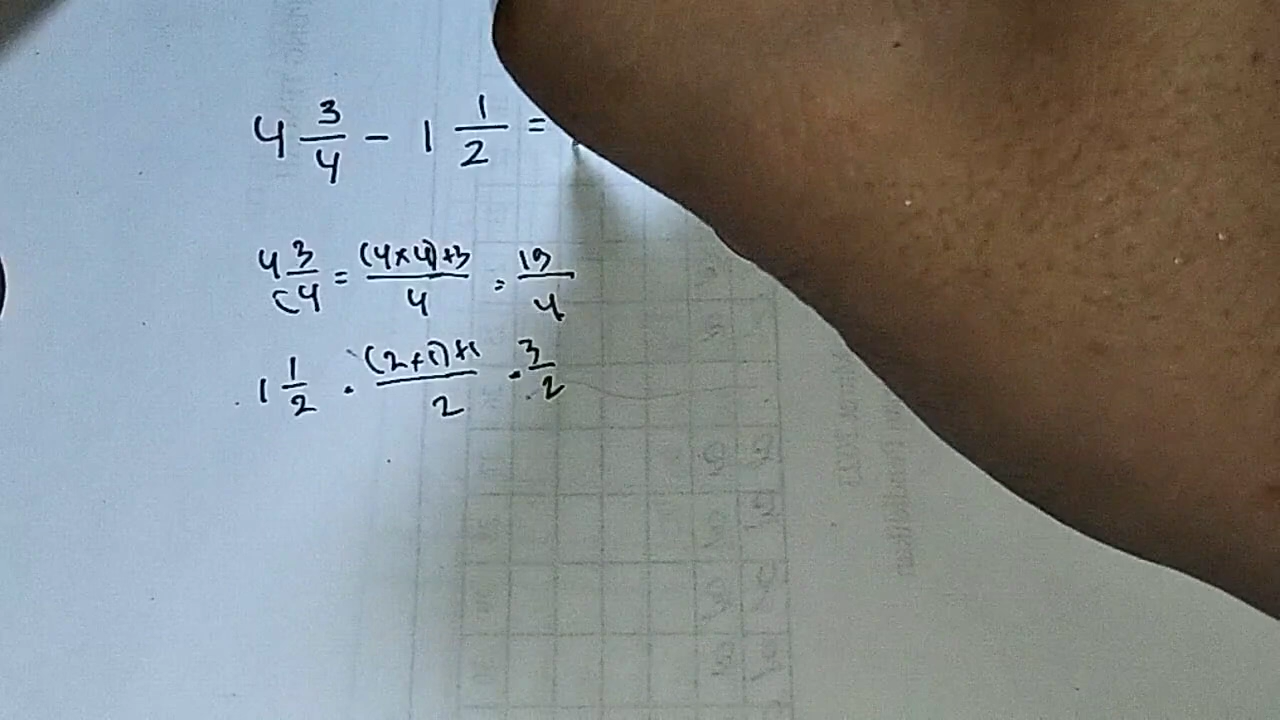 4 3/4 - 1 1/2 =
4 3/4 = (4×4)+3/4 = 19/4
1 1/2 = (2+1)+1/2 = 3/2